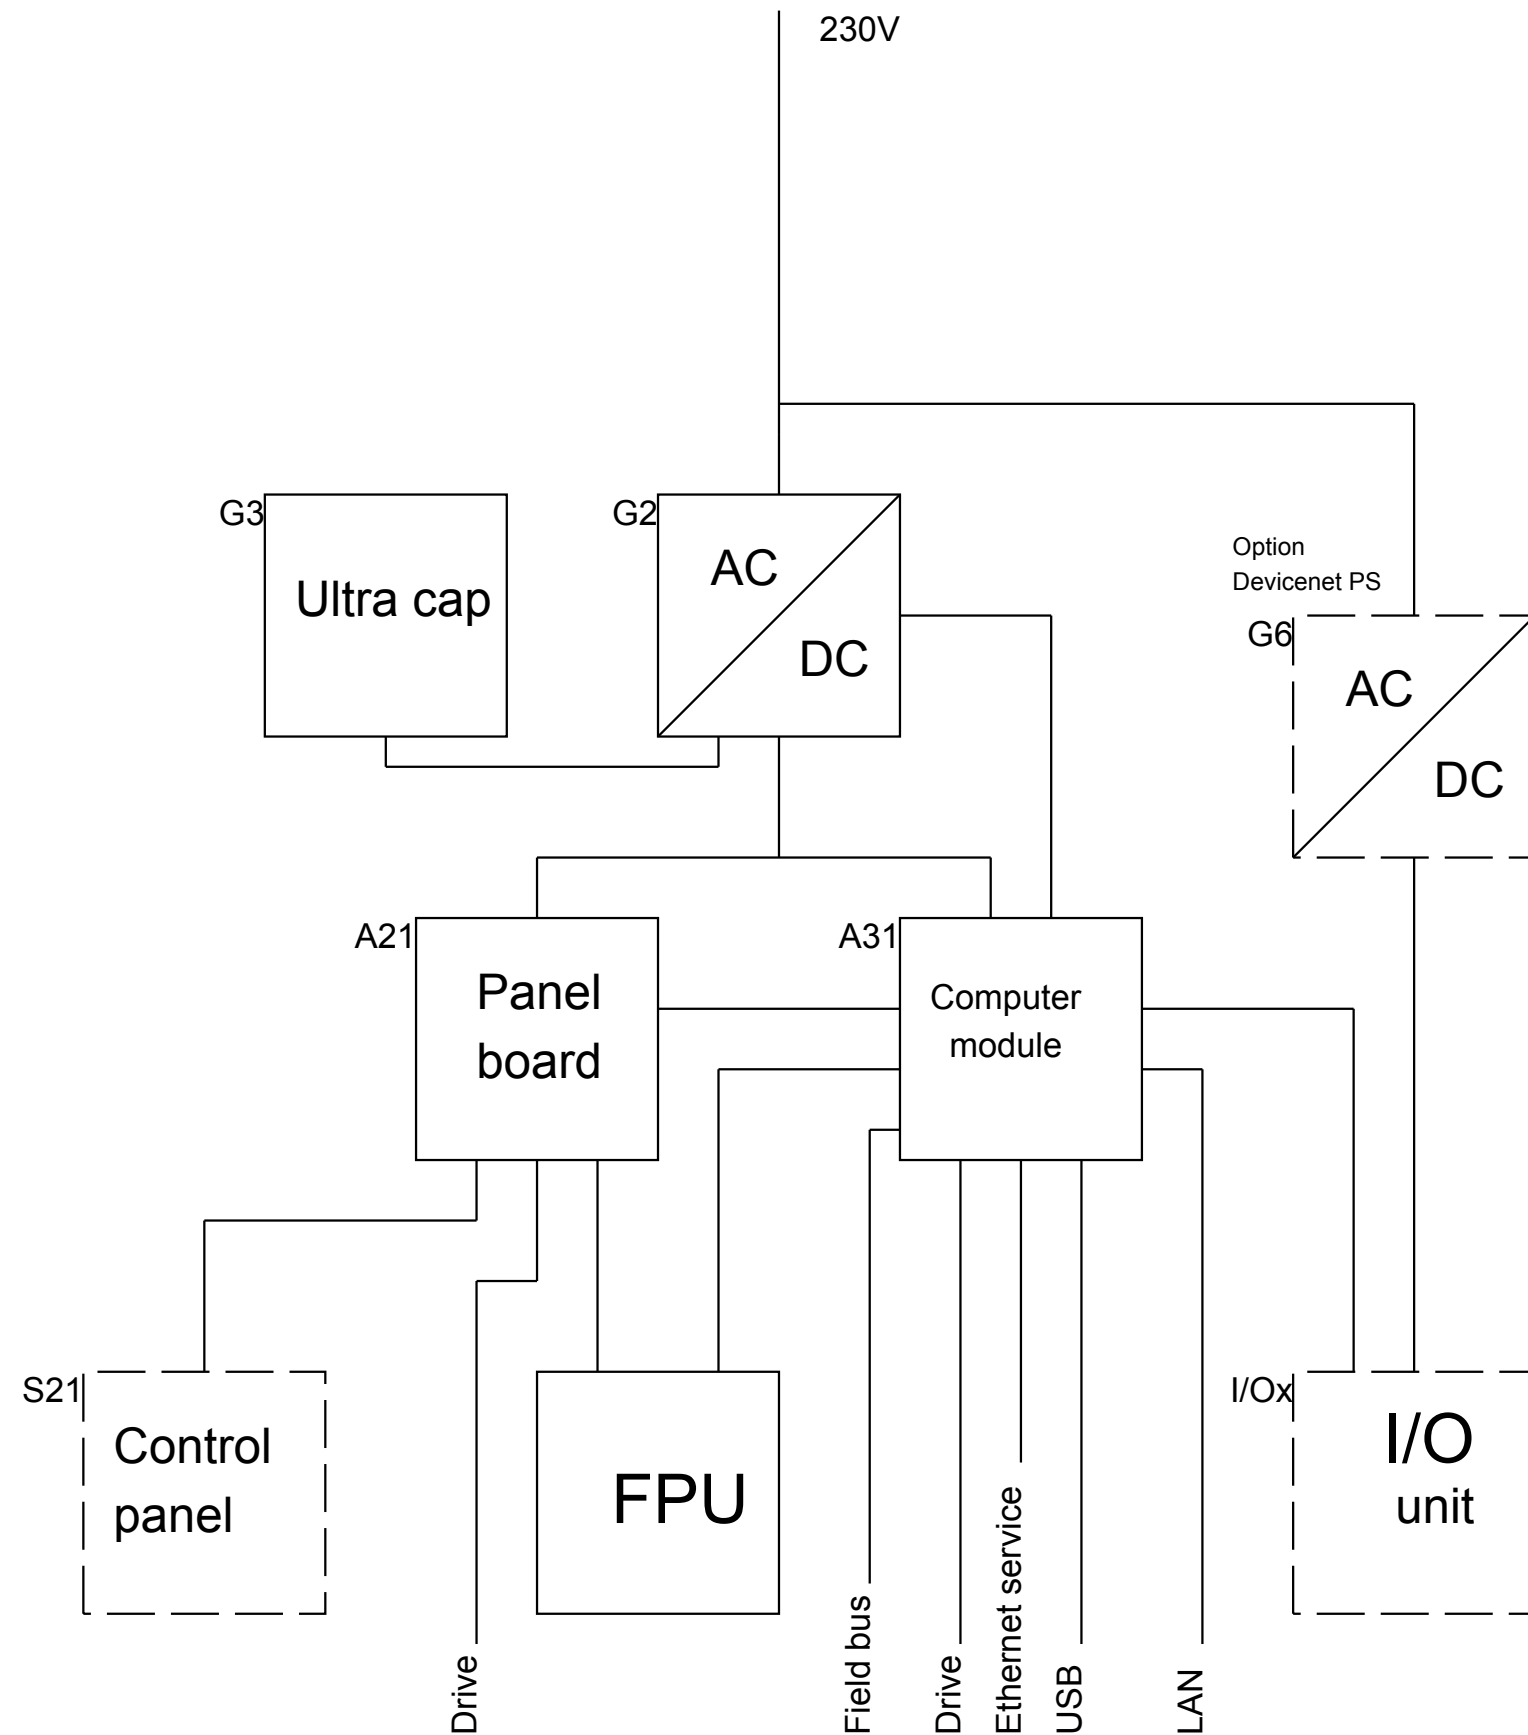 230V
G3
Ultra cap
G2
AC
DC
Option
Devicenet PS
G6
AC
DC
A21
Panel
board
A31
Computer
module
S21
Control
panel
FPU
I/Ox
I/O
unit
Drive
Field bus
Drive
Ethernet service
USB
LAN